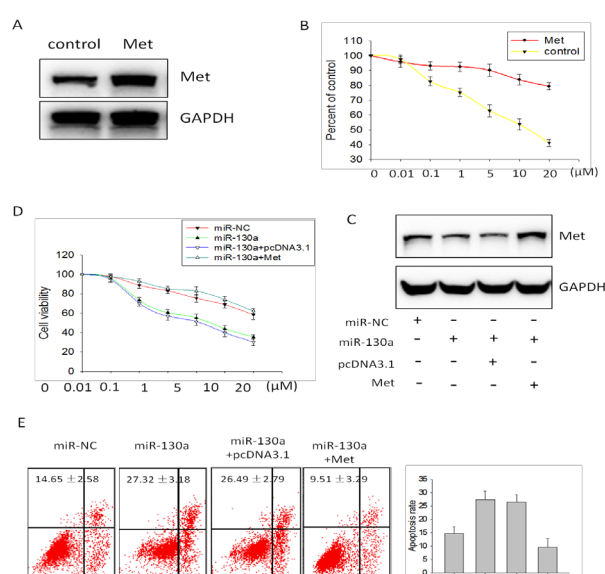 A
control Met
Met
GAPDH
B
Met
control
Percent of control
110
100
90
80
70
60
50
40
30
0 0.01 0.1 1 5 10 20 (μM)
D
miR-NC
miR-130a
miR-130a+pcDNA3.1
miR-130a+Met
Cell viability
120
100
80
60
40
20
0
0 0.01 0.1 1 5 10 20 (μM)
C
Met
GAPDH
miR-NC + - - -
miR-130a - + + +
pcDNA3.1 - - + -
Met - - - +
E
miR-NC
miR-130a
miR-130a
+pcDNA3.1
miR-130a
+Met
14.65 ±2.58
27.32 ±3.18
26.49 ±2.79
9.51 ±3.29
Apoptosis rate
35
30
25
20
15
10
5
0